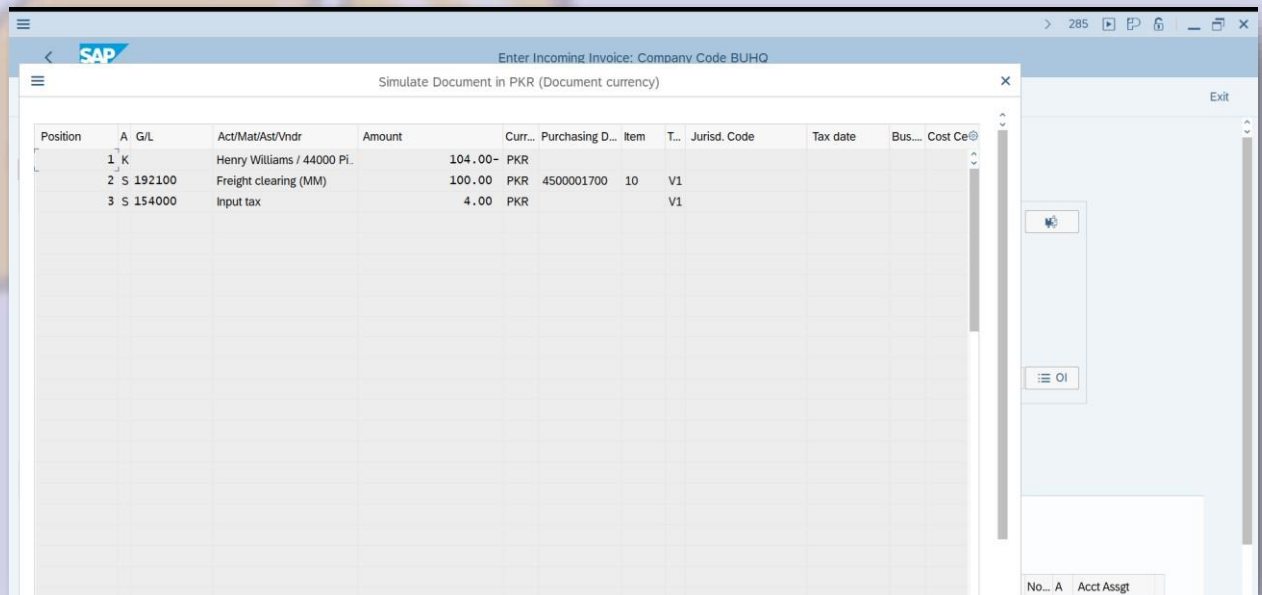 285
SAP
Enter Incoming Invoice: Company Code BUHQ
Simulate Document in PKR (Document currency)
Exit
Position A G/L Act/Mat/Ast/Vndr Amount Curr... Purchasing D... Item T... Jurisd. Code Tax date Bus.... Cost Ce
1 K Henry Williams / 44000 Pi.. 104.00- PKR
2 S 192100 Freight clearing (MM) 100.00 PKR 4500001700 10 V1
3 S 154000 Input tax 4.00 PKR V1
OI
No... A Acct Assgt